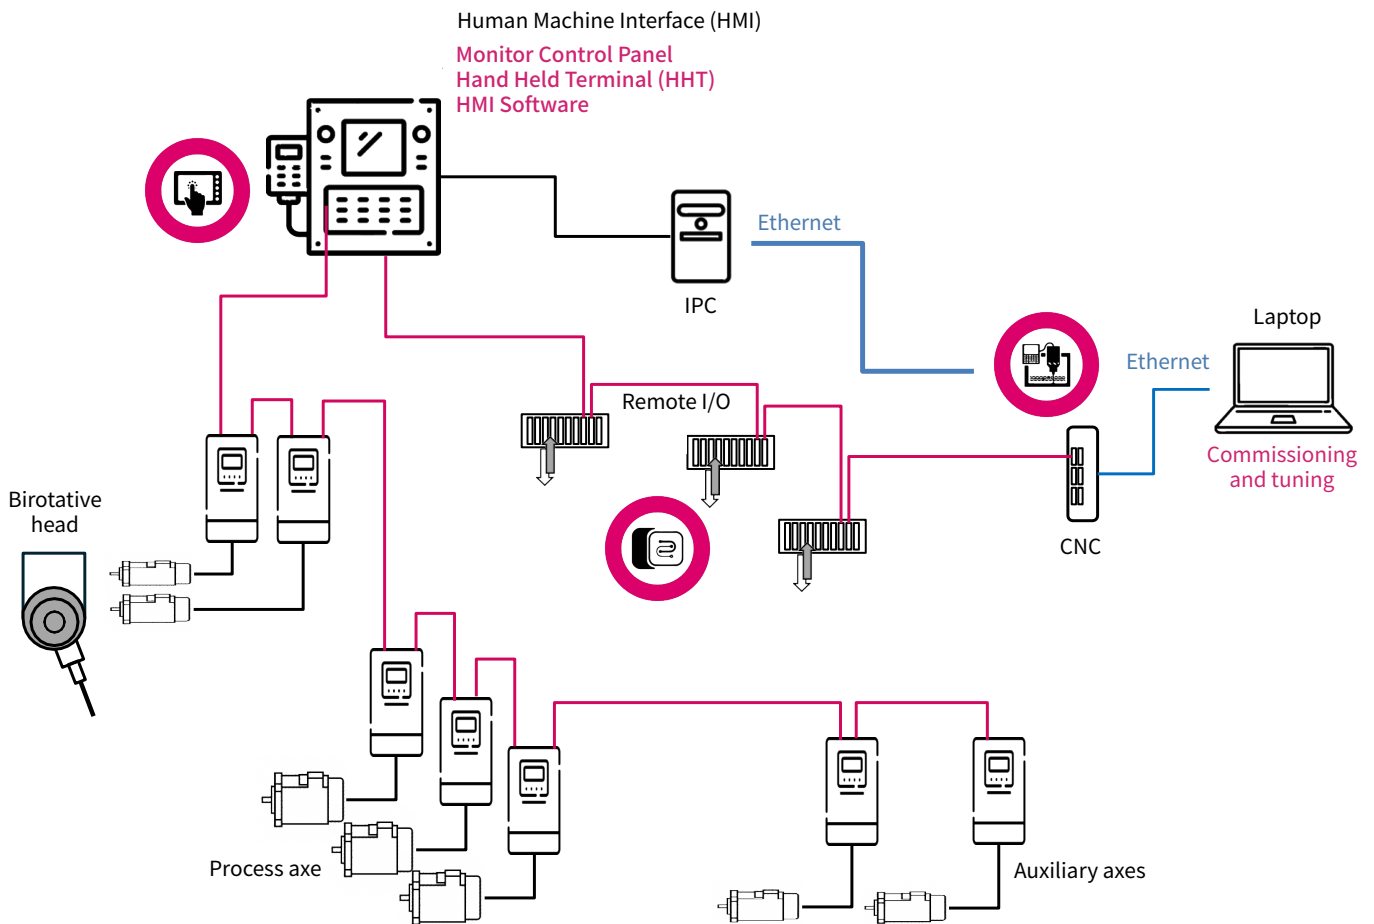 Human Machine Interface (HMI)
Monitor Control Panel
Hand Held Terminal (HHT)
HMI Software
Ethernet
IPC
Laptop
Ethernet
Remote I/O
Commissioning
and tuning
Birotative
head
CNC
Process axe
Auxiliary axes